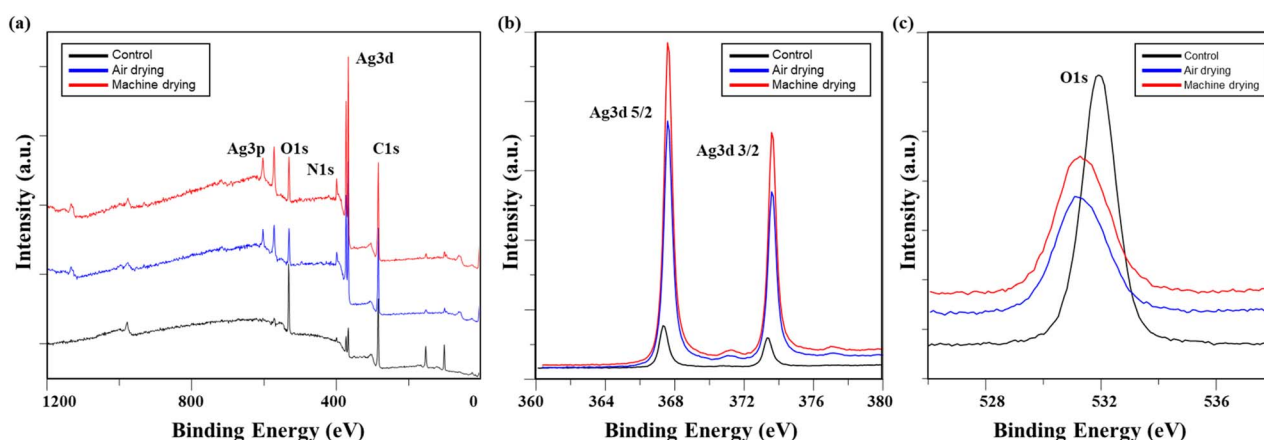 (a)
Control
Air drying
Machine drying
Ag3d
Ag3p
O1s
N1s
C1s
Intensity (a.u.)
1200
800
400
0
Binding Energy (eV)
(b)
Control
Air drying
Machine drying
Ag3d 5/2
Ag3d 3/2
Intensity (a.u.)
360
364
368
372
376
380
Binding Energy (eV)
(c)
Control
Air drying
Machine drying
O1s
Intensity (a.u.)
528
532
536
Binding Energy (eV)